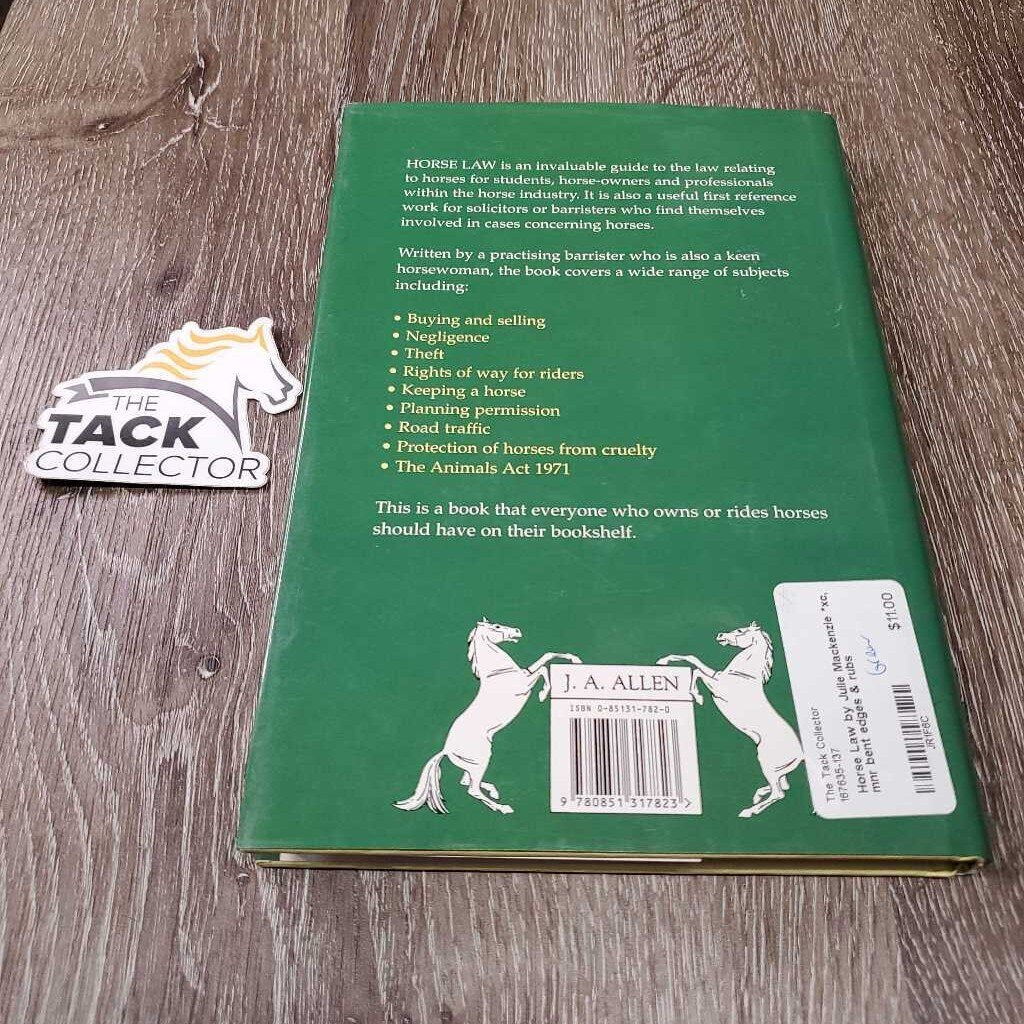 HORSE LAW is an invaluable guide to the law relating
to horses for students, horse-owners and professionals
within the horse industry. It is also a useful first reference
work for solicitors or barristers who find themselves
involved in cases concerning horses.
Written by a practising barrister who is also a keen
horsewoman, the book covers a wide range of subjects
including:
• Buying and selling
• Negligence
• Theft
• Rights of way for riders
• Keeping a horse
• Planning permission
• Road traffic
• Protection of horses from cruelty
• The Animals Act 1971
This is a book that everyone who owns or rides horses
should have on their bookshelf.
THE
TACK
COLLECTOR
J. A. ALLEN
ISBN 0-85131-782-0
9 780851 317823 >
The Tack Collector
167635-137
Horse Law by Julie Mackenzie *xc,
mnr bent edges & rubs
$11.00
JR1F6C